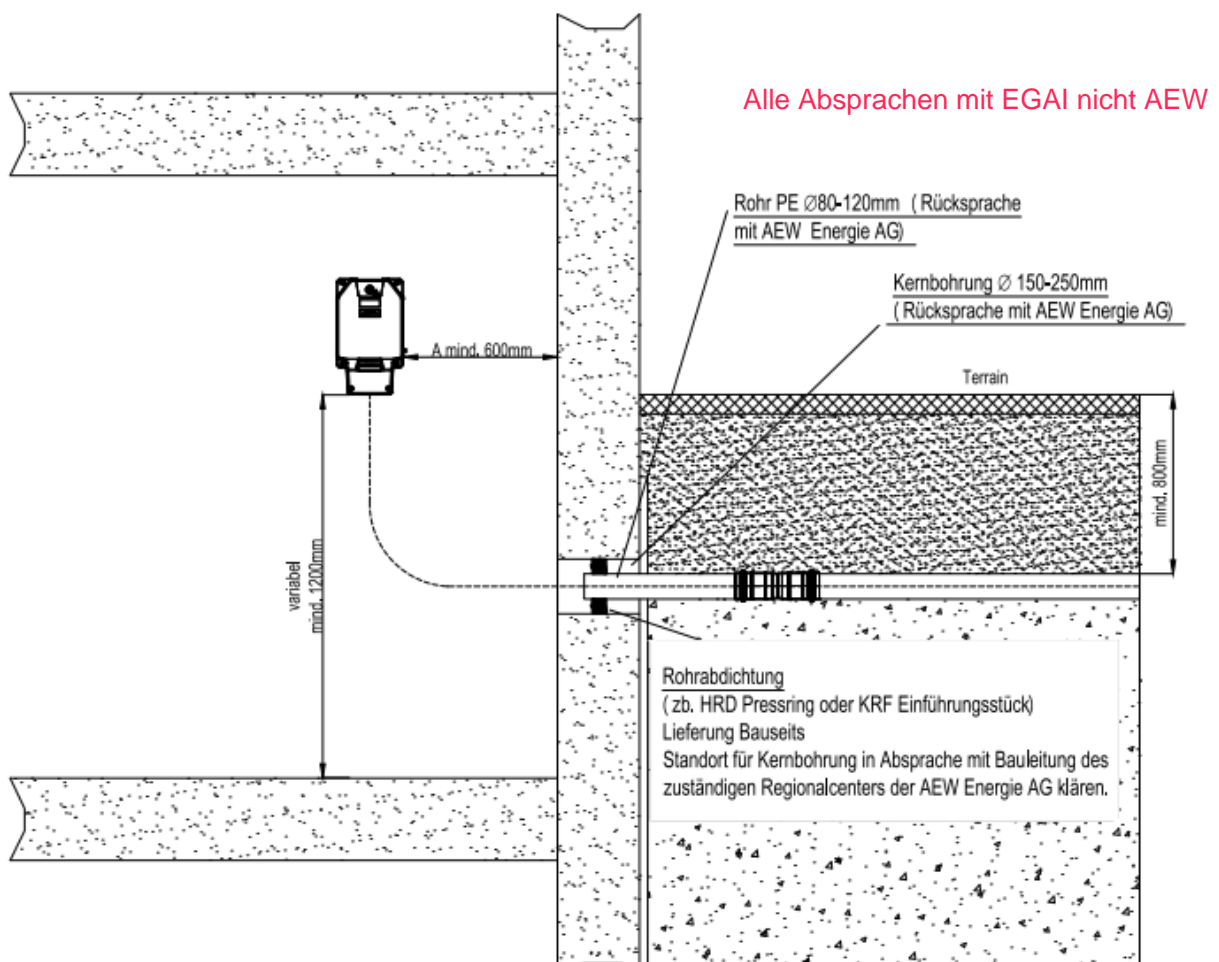 Alle Absprachen mit EGAI nicht AEW
Rohr PE Ø80-120mm ( Rücksprache
mit AEW Energie AG)
Kernbohrung Ø 150-250mm
( Rücksprache mit AEW Energie AG)
A mind. 600mm
Terrain
mind. 800mm
variabel
mind. 1200mm
Rohrabdichtung
( zb. HRD Pressring oder KRF Einführungsstück)
Lieferung Bauseits
Standort für Kernbohrung in Absprache mit Bauleitung des
zuständigen Regionalcenters der AEW Energie AG klären.